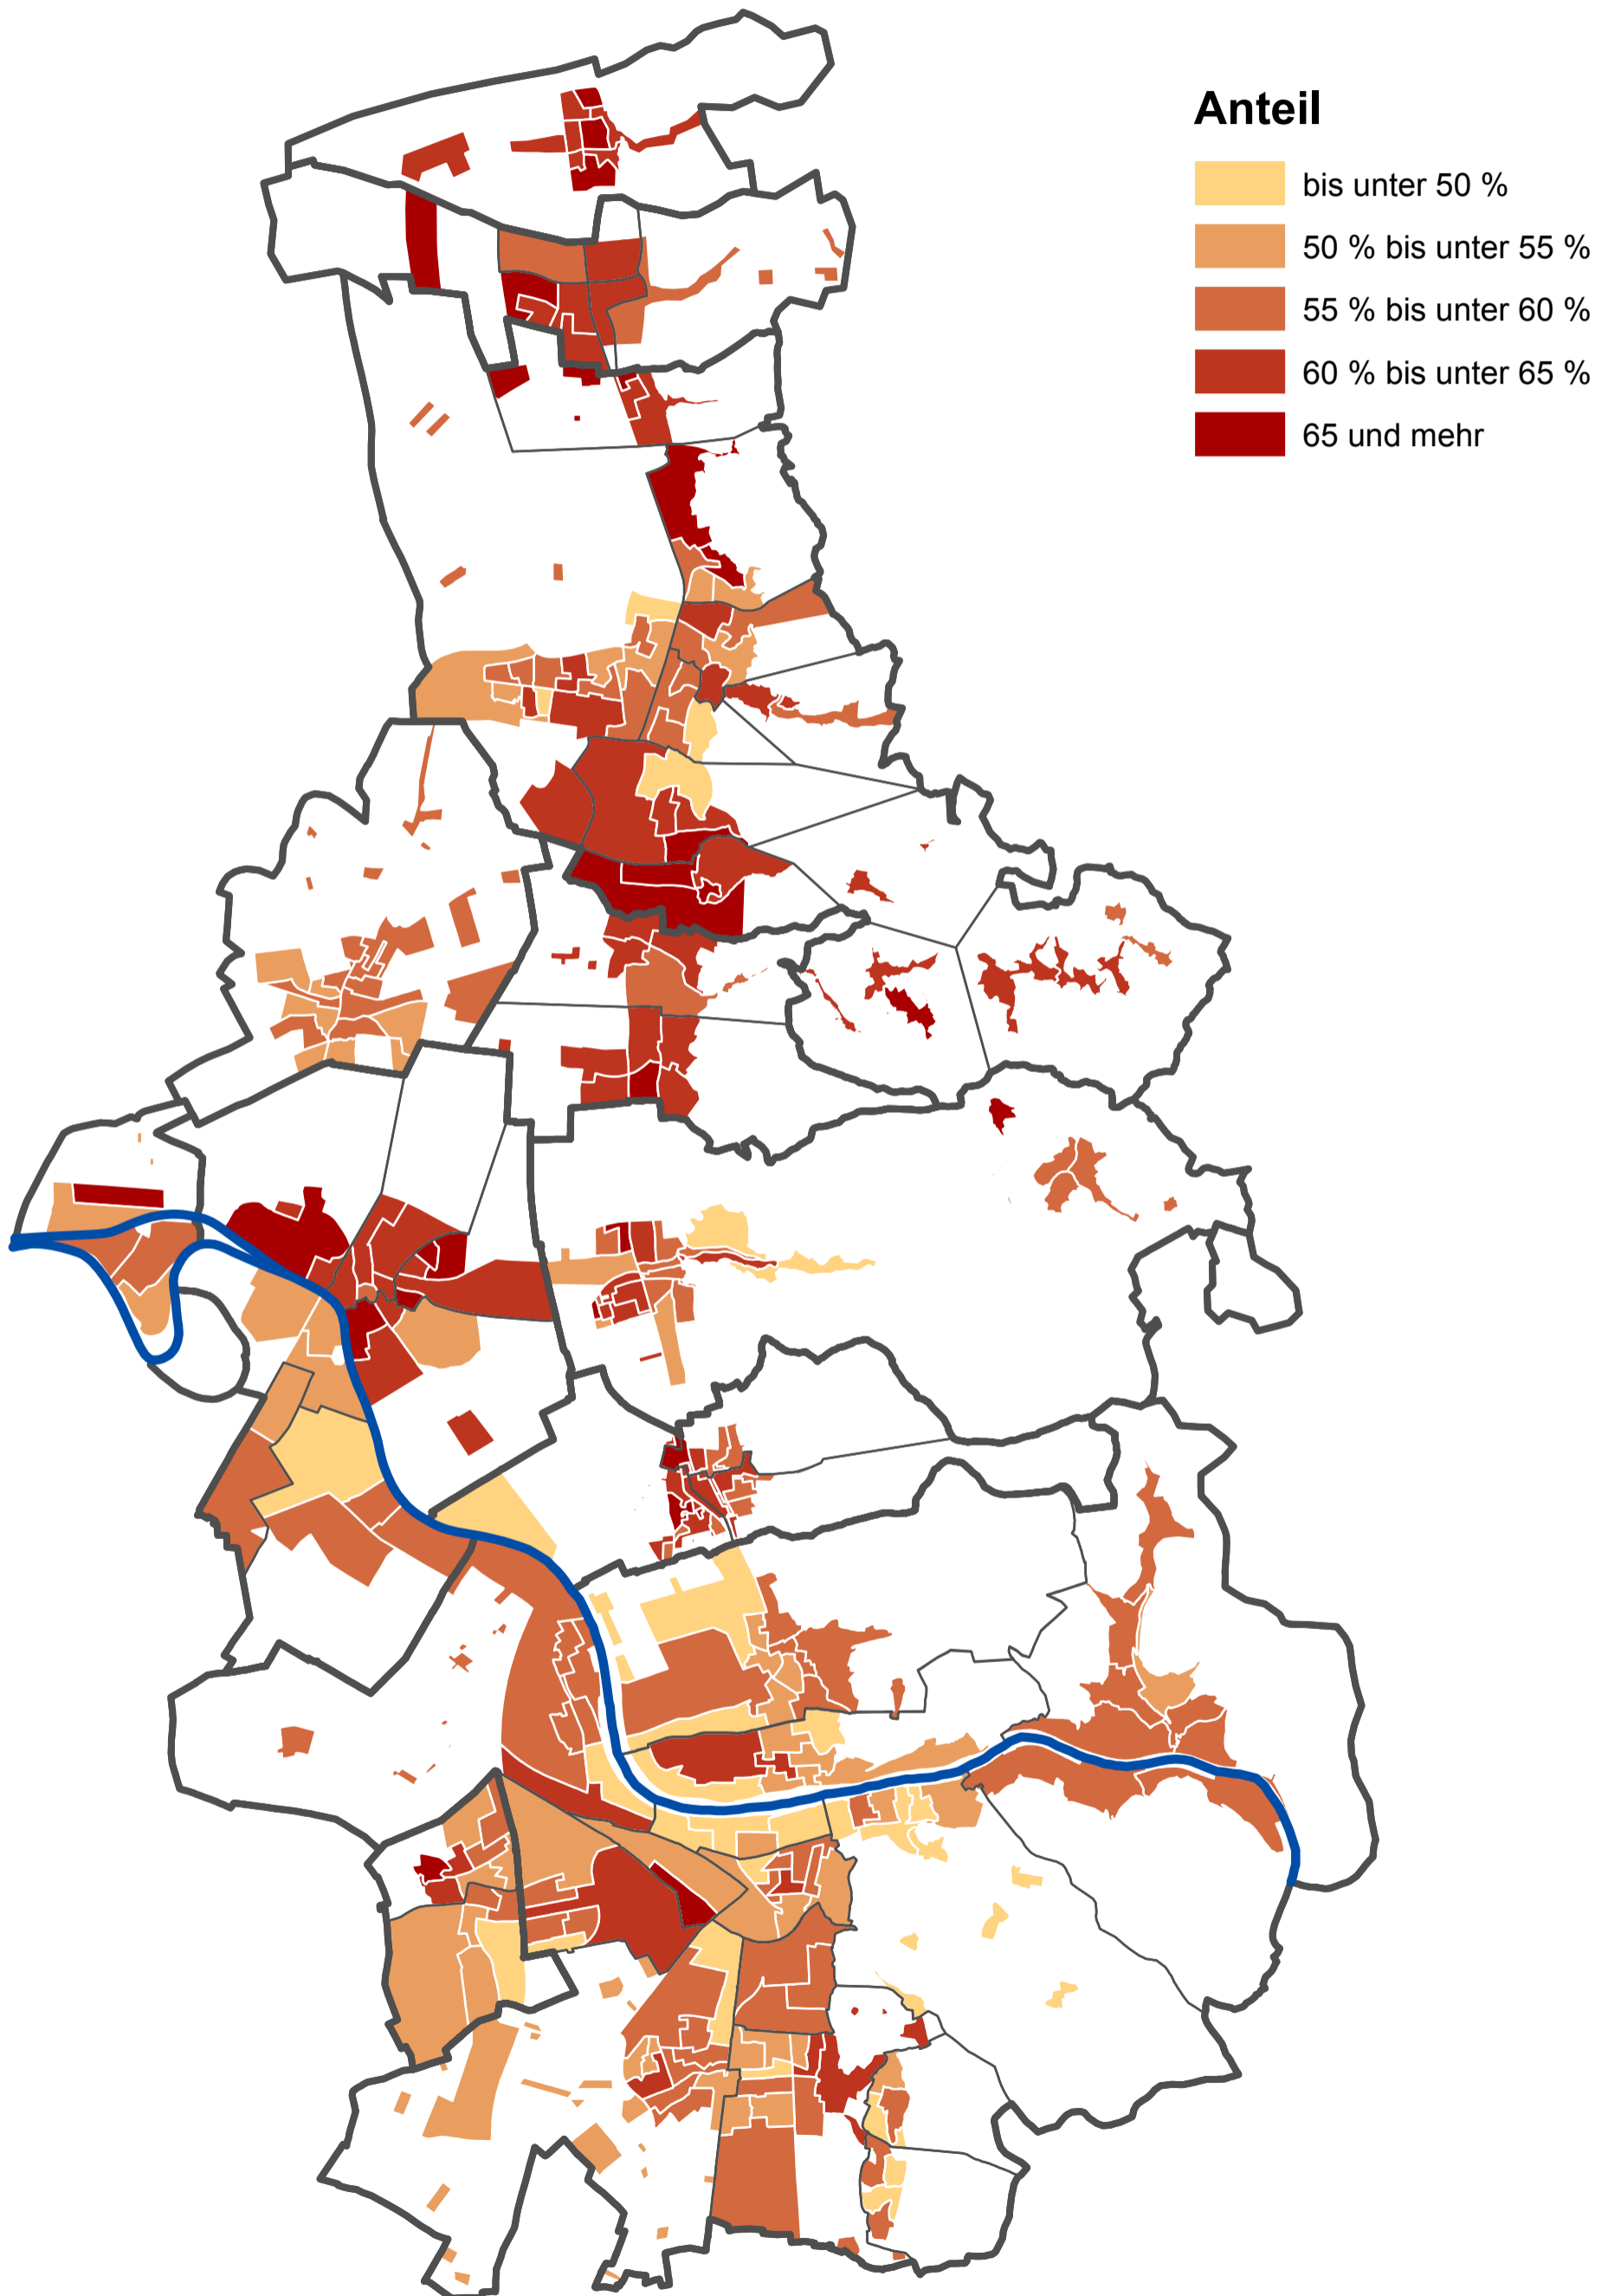 Anteil
bis unter 50 %
50 % bis unter 55 %
55 % bis unter 60 %
60 % bis unter 65 %
65 und mehr